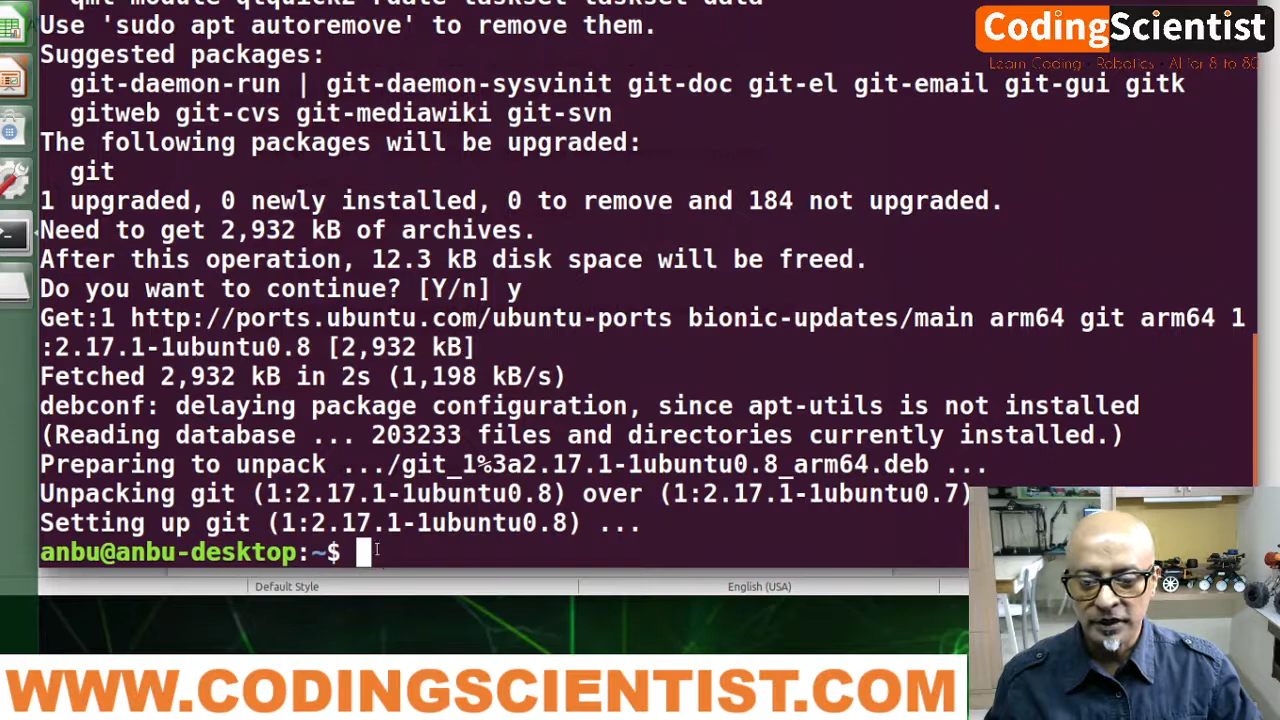 Use 'sudo apt autoremove' to remove them.
Suggested packages:
git-daemon-run | git-daemon-sysvinit git-doc git-el git-email git-gui gitk
gitweb git-cvs git-mediawiki git-svn
The following packages will be upgraded:
git
1 upgraded, 0 newly installed, 0 to remove and 184 not upgraded.
Need to get 2,932 kB of archives.
After this operation, 12.3 kB disk space will be freed.
Do you want to continue? [Y/n] y
Get:1 http://ports.ubuntu.com/ubuntu-ports bionic-updates/main arm64 git arm64 1
:2.17.1-1ubuntu0.8 [2,932 kB]
Fetched 2,932 kB in 2s (1,198 kB/s)
debconf: delaying package configuration, since apt-utils is not installed
(Reading database ... 203233 files and directories currently installed.)
Preparing to unpack .../git_1%3a2.17.1-1ubuntu0.8_arm64.deb ...
Unpacking git (1:2.17.1-1ubuntu0.8) over (1:2.17.1-1ubuntu0.7)
Setting up git (1:2.17.1-1ubuntu0.8) ...
anbu@anbu-desktop:~$
Default Style English (USA)
CodingScientist
Learn Coding • Robotics • AI for 8 to 80
WWW.CODINGSCIENTIST.COM